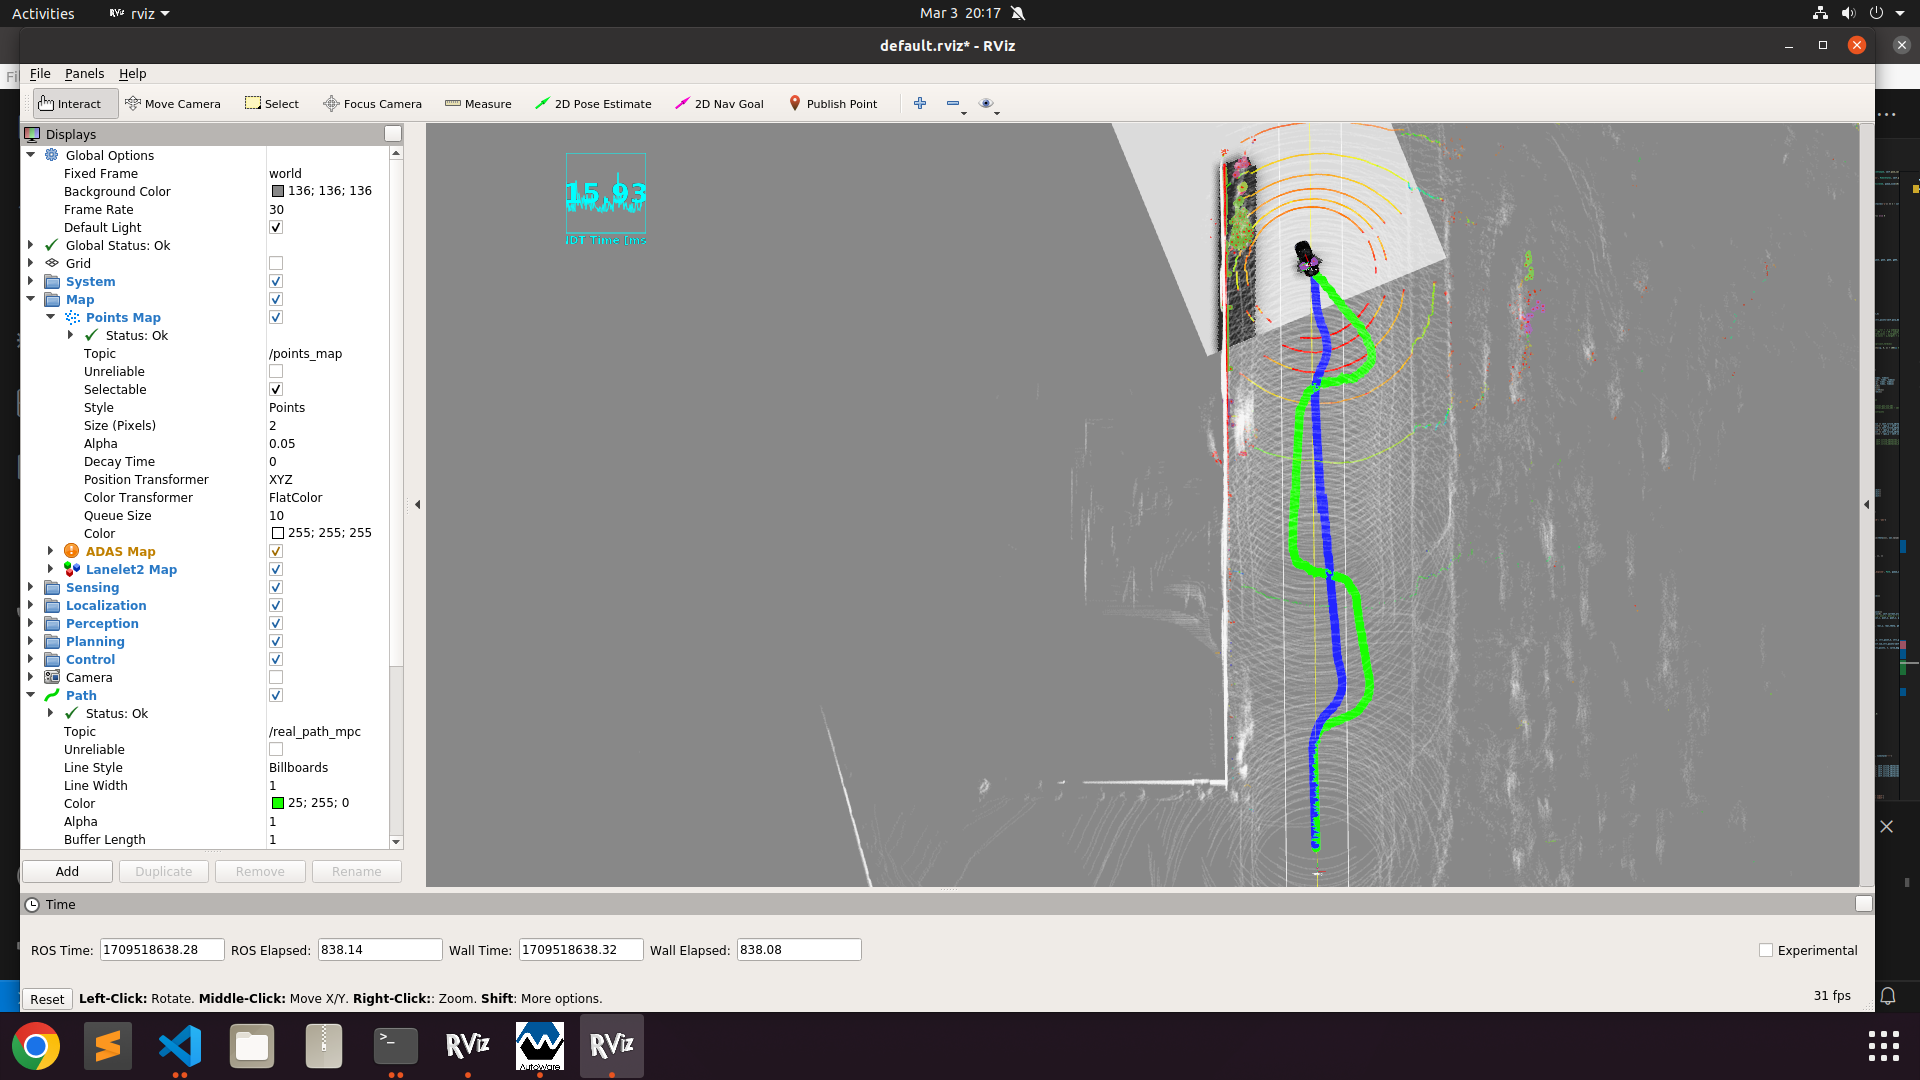 Activities
rviz
Mar 3 20:17
default.rviz* - RViz
File Panels Help
Interact Move Camera Select Focus Camera Measure 2D Pose Estimate 2D Nav Goal Publish Point
Displays
Global Options
Fixed Frame world
Background Color 136; 136; 136
Frame Rate 30
Default Light
Global Status: Ok
Grid
System
Map
Points Map
Status: Ok
Topic /points_map
Unreliable
Selectable
Style Points
Size (Pixels) 2
Alpha 0.05
Decay Time 0
Position Transformer XYZ
Color Transformer FlatColor
Queue Size 10
Color 255; 255; 255
ADAS Map
Lanelet2 Map
Sensing
Localization
Perception
Planning
Control
Camera
Path
Status: Ok
Topic /real_path_mpc
Unreliable
Line Style Billboards
Line Width 1
Color 25; 255; 0
Alpha 1
Buffer Length 1
Add Duplicate Remove Rename
15.93
NDT Time [ms
Time
ROS Time: 1709518638.28 ROS Elapsed: 838.14 Wall Time: 1709518638.32 Wall Elapsed: 838.08 Experimental
Reset Left-Click: Rotate. Middle-Click: Move X/Y. Right-Click:: Zoom. Shift: More options. 31 fps
RViz
AutoWare
RViz